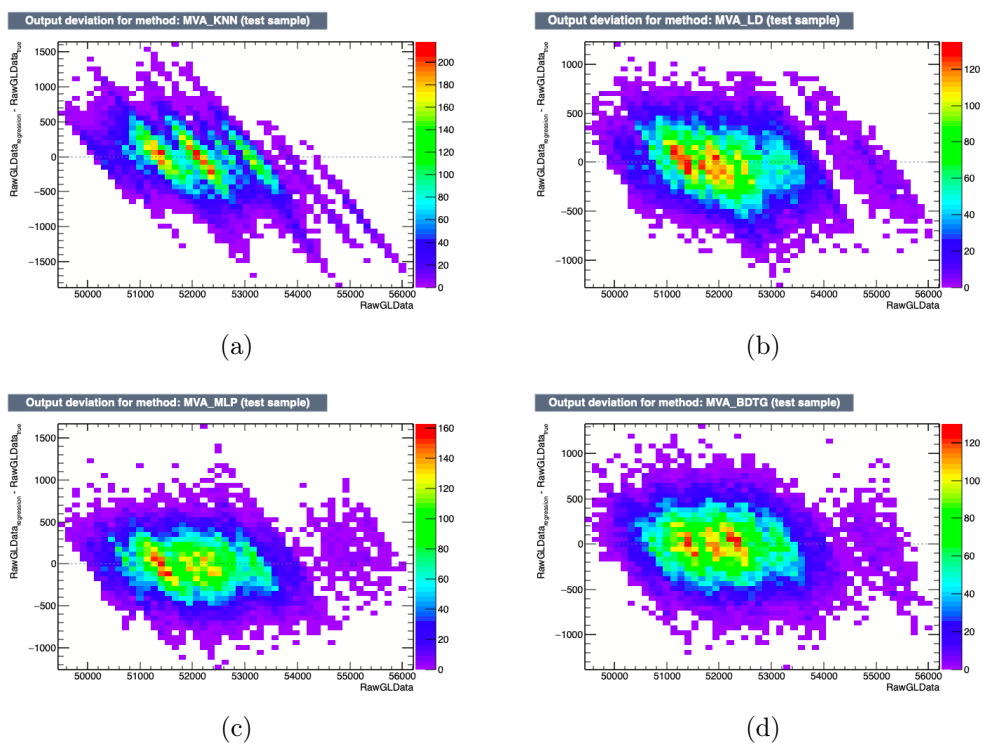 Output deviation for method: MVA_KNN (test sample)
RawGLData_regression - RawGLData_true
1500
1000
500
0
−500
−1000
−1500
50000 51000 52000 53000 54000 55000 56000
RawGLData
200
180
160
140
120
100
80
60
40
20
0
(a)
Output deviation for method: MVA_LD (test sample)
RawGLData_regression - RawGLData_true
1000
500
0
−500
−1000
50000 51000 52000 53000 54000 55000 56000
RawGLData
120
100
80
60
40
20
0
(b)
Output deviation for method: MVA_MLP (test sample)
RawGLData_regression - RawGLData_true
1500
1000
500
0
−500
−1000
50000 51000 52000 53000 54000 55000 56000
RawGLData
160
140
120
100
80
60
40
20
0
(c)
Output deviation for method: MVA_BDTG (test sample)
RawGLData_regression - RawGLData_true
1000
500
0
−500
−1000
50000 51000 52000 53000 54000 55000 56000
RawGLData
120
100
80
60
40
20
0
(d)